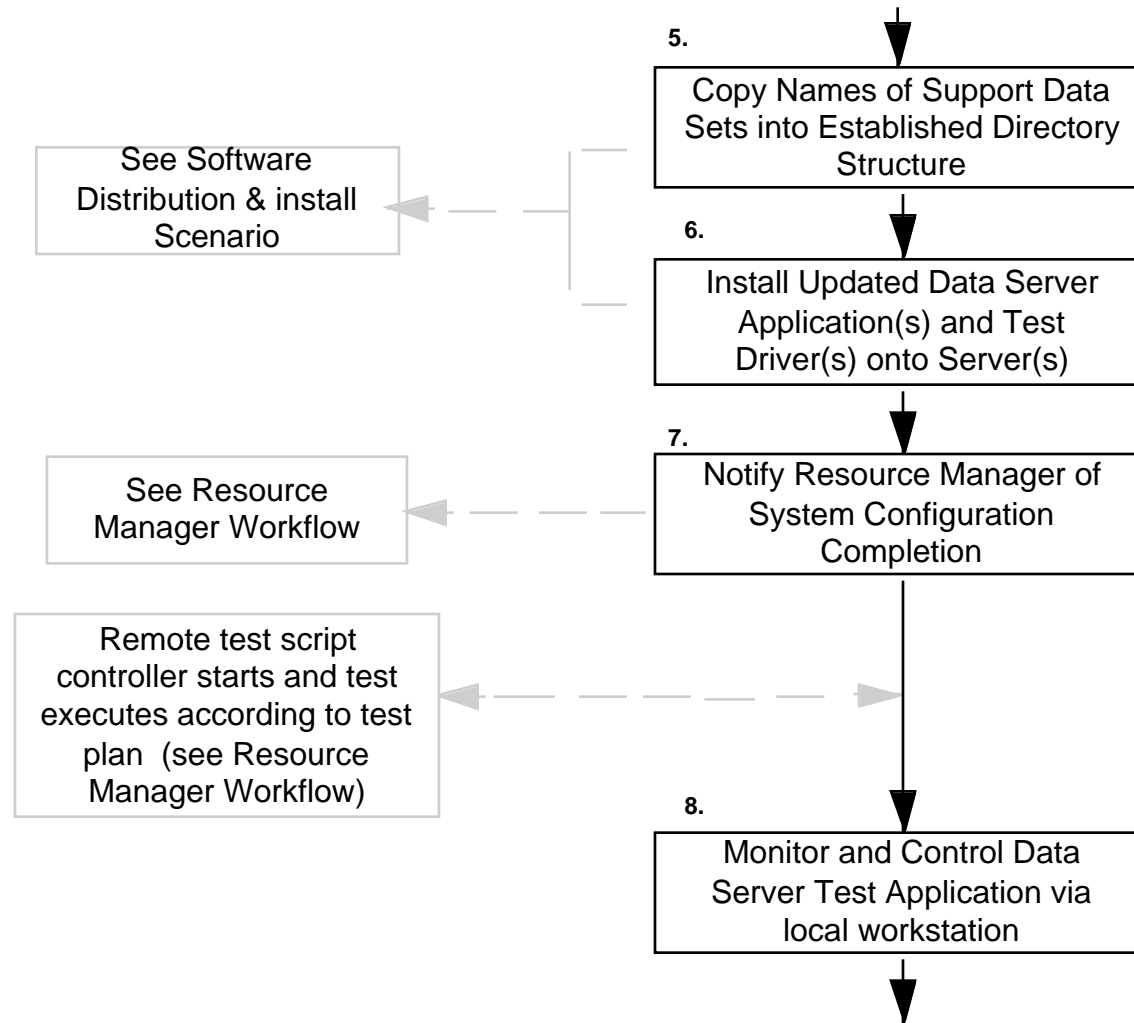 5.
Copy Names of Support Data
Sets into Established Directory
Structure
See Software
Distribution & install
Scenario
6.
Install Updated Data Server
Application(s) and Test
Driver(s) onto Server(s)
7.
Notify Resource Manager of
System Configuration
Completion
See Resource
Manager Workflow
Remote test script
controller starts and test
executes according to test
plan (see Resource
Manager Workflow)
8.
Monitor and Control Data
Server Test Application via
local workstation